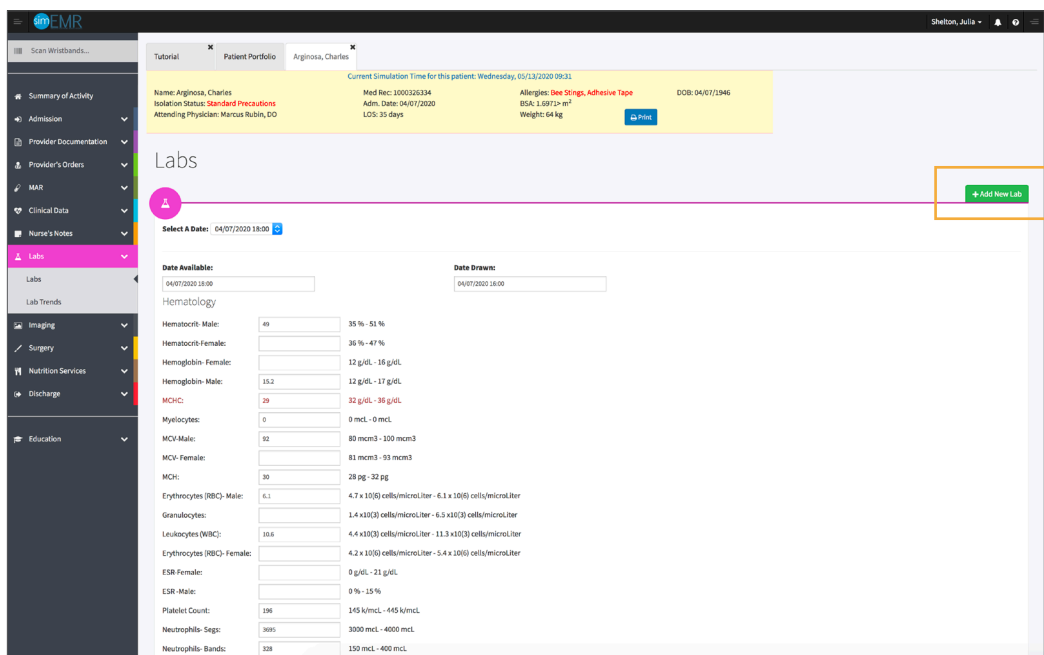 simEMR
Shelton, Julia
Scan Wristbands...
Summary of Activity
Admission
Provider Documentation
Provider's Orders
MAR
Clinical Data
Nurse's Notes
Labs
Labs
Lab Trends
Imaging
Surgery
Nutrition Services
Discharge
Education
Tutorial Patient Portfolio Arginosa, Charles
Current Simulation Time for this patient: Wednesday, 05/13/2020 09:31
Name: Arginosa, Charles Med Rec: 1000326334 Allergies: Bee Stings, Adhesive Tape DOB: 04/07/1946
Isolation Status: Standard Precautions Adm. Date: 04/07/2020 BSA: 1.6971> m²
Attending Physician: Marcus Rubin, DO LOS: 35 days Weight: 64 kg Print
Labs
+ Add New Lab
Select A Date: 04/07/2020 18:00
Date Available: Date Drawn:
04/07/2020 18:00 04/07/2020 18:00
Hematology
Hematocrit- Male: 49 35 % - 51 %
Hematocrit-Female: 36 % - 47 %
Hemoglobin- Female: 12 g/dL - 16 g/dL
Hemoglobin- Male: 15.2 12 g/dL - 17 g/dL
MCHC: 29 32 g/dL - 36 g/dL
Myelocytes: 0 0 mcL - 0 mcL
MCV-Male: 92 80 mcm3 - 100 mcm3
MCV- Female: 81 mcm3 - 93 mcm3
MCH: 30 28 pg - 32 pg
Erythrocytes (RBC)- Male: 6.1 4.7 x 10(6) cells/microLiter - 6.1 x 10(6) cells/microLiter
Granulocytes: 1.4 x10(3) cells/microLiter - 6.5 x10(3) cells/microLiter
Leukocytes (WBC): 10.6 4.4 x10(3) cells/microLiter - 11.3 x10(3) cells/microLiter
Erythrocytes (RBC)- Female: 4.2 x 10(6) cells/microLiter - 5.4 x 10(6) cells/microLiter
ESR-Female: 0 g/dL - 21 g/dL
ESR -Male: 0 % - 15 %
Platelet Count: 196 145 k/mcL - 445 k/mcL
Neutrophils- Segs: 3695 3000 mcL - 4000 mcL
Neutrophils- Bands: 328 150 mcL - 400 mcL